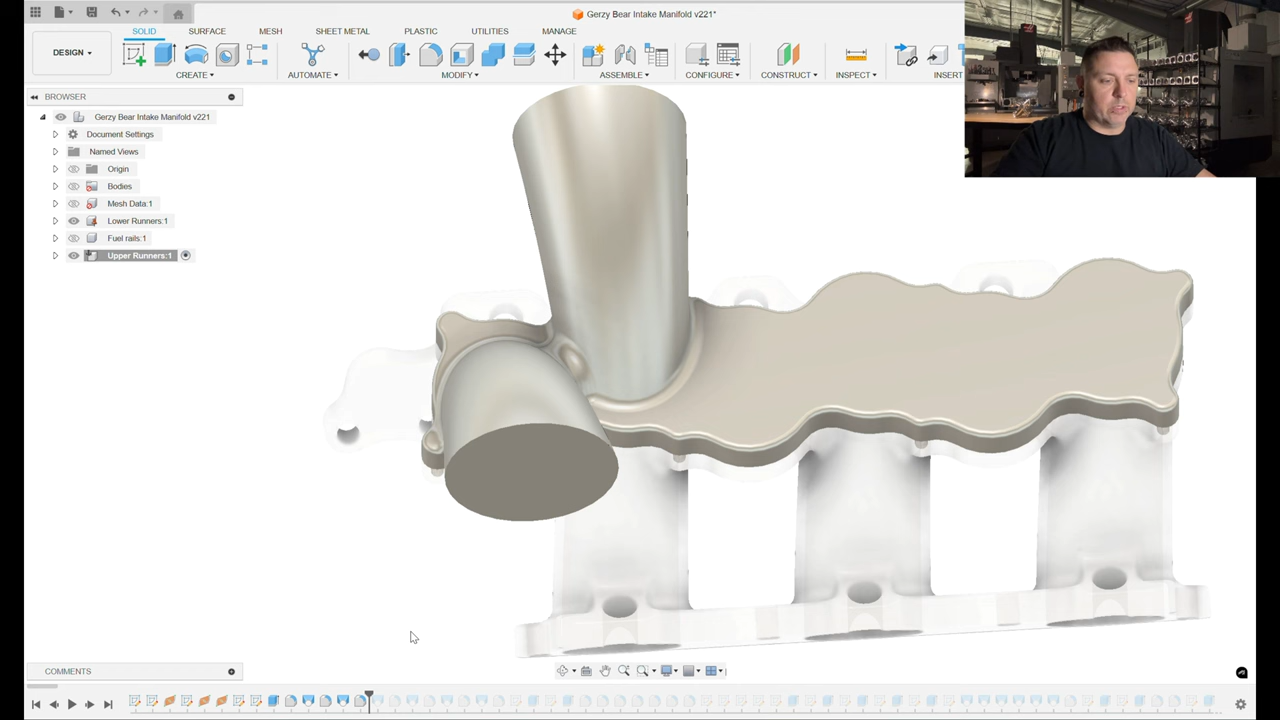 Gerzy Bear Intake Manifold v221*
DESIGN
SOLID SURFACE MESH SHEET METAL PLASTIC UTILITIES MANAGE
CREATE AUTOMATE MODIFY ASSEMBLE CONFIGURE CONSTRUCT INSPECT INSERT
BROWSER
Gerzy Bear Intake Manifold v221
Document Settings
Named Views
Origin
Bodies
Mesh Data:1
Lower Runners:1
Fuel rails:1
Upper Runners:1
COMMENTS